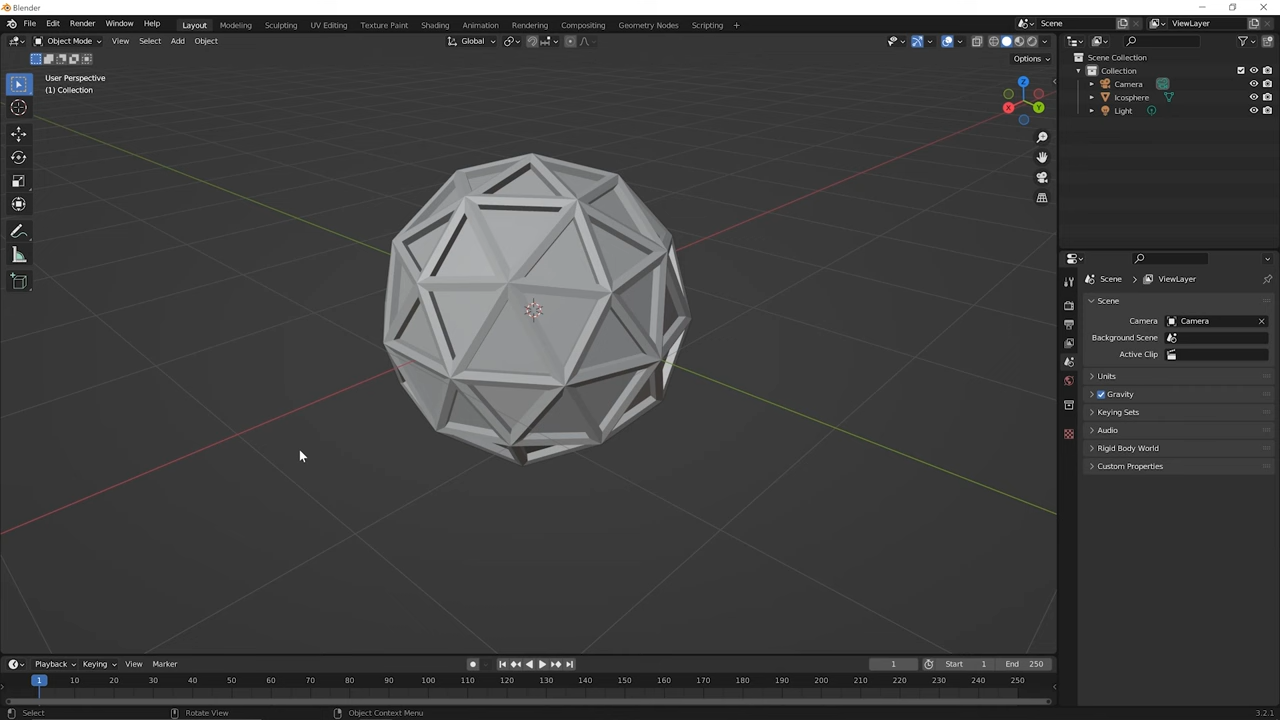 Blender
File Edit Render Window Help Layout Modeling Sculpting UV Editing Texture Paint Shading Animation Rendering Compositing Geometry Nodes Scripting + Scene ViewLayer
Object Mode View Select Add Object Global
Options
User Perspective
(1) Collection
Z
X
Y
Scene Collection
Collection
Camera
Icosphere
Light
Scene ViewLayer
Scene
Camera Camera
Background Scene
Active Clip
Units
Gravity
Keying Sets
Audio
Rigid Body World
Custom Properties
Playback Keying View Marker 1 Start 1 End 250
1 10 20 30 40 50 60 70 80 90 100 110 120 130 140 150 160 170 180 190 200 210 220 230 240 250
Select Rotate View Object Context Menu 3.2.1